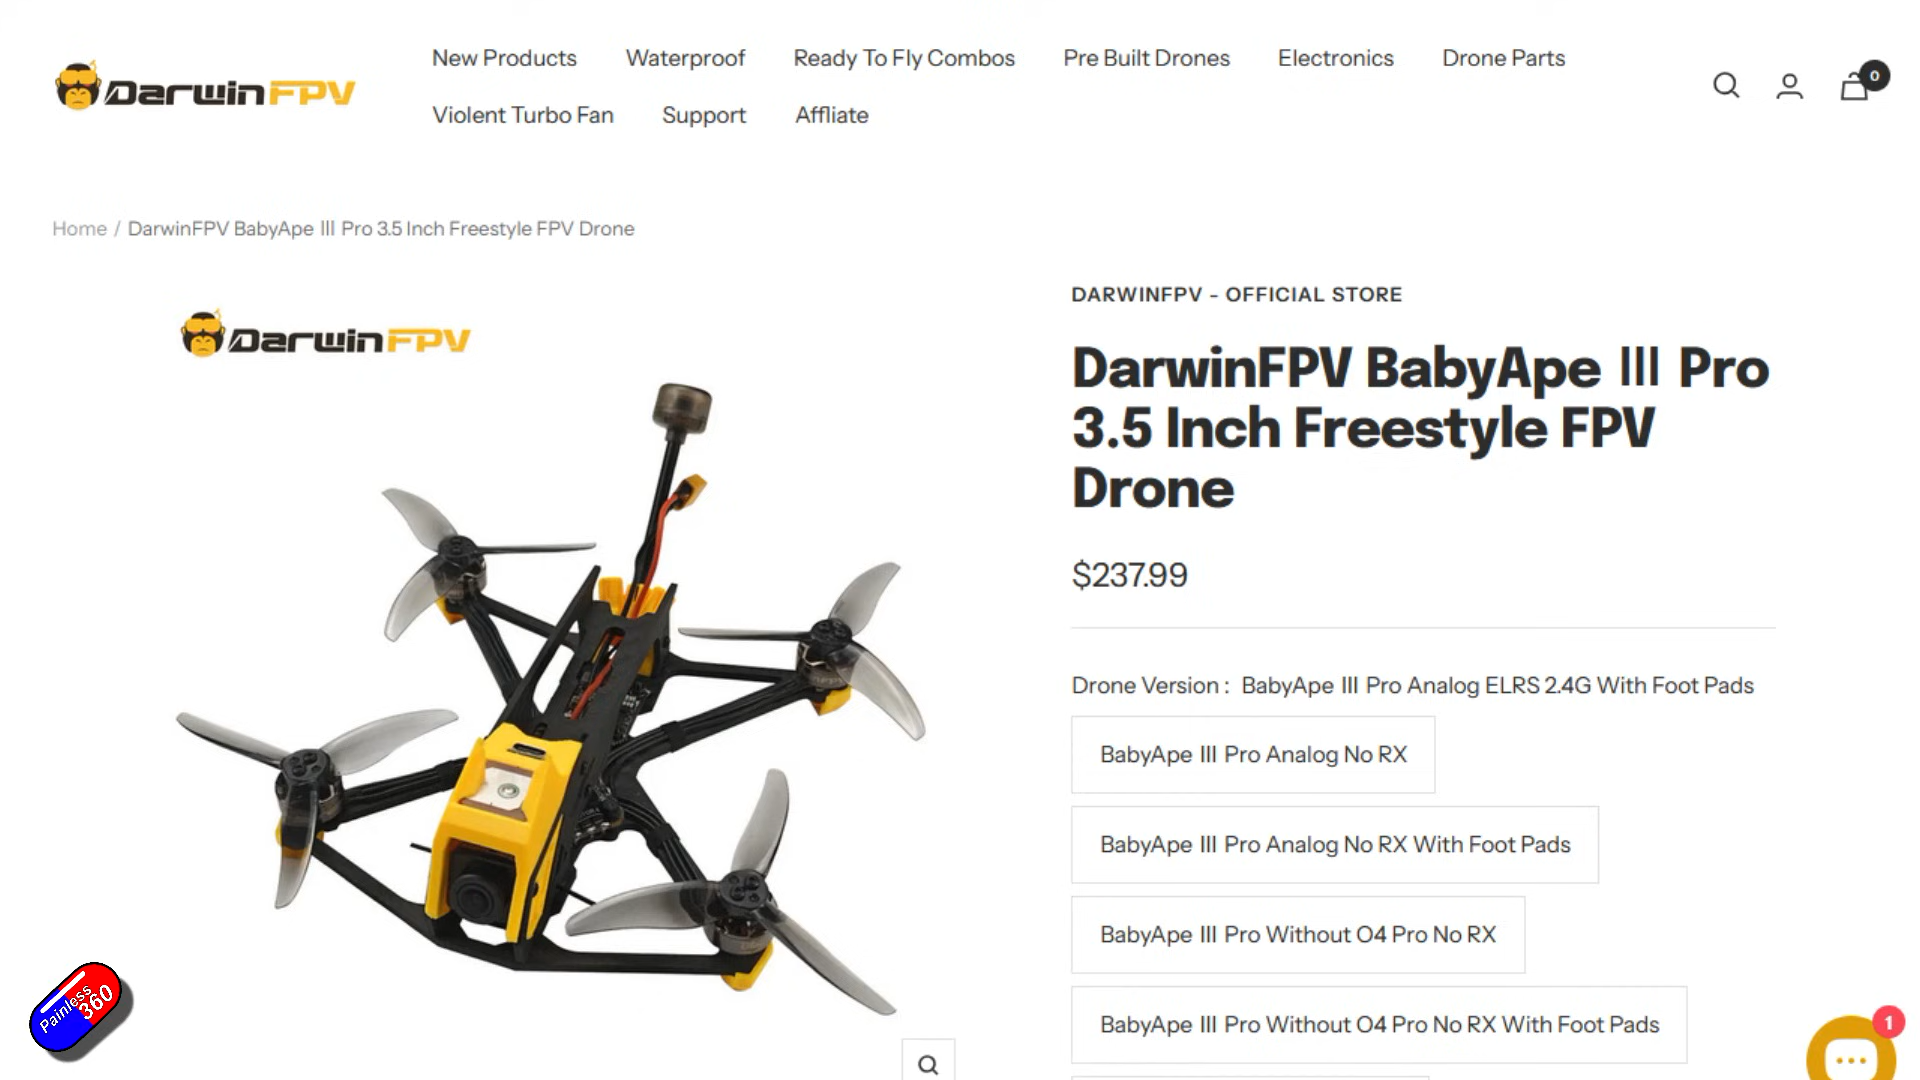 DarwinFPV
New Products
Waterproof
Ready To Fly Combos
Pre Built Drones
Electronics
Drone Parts
Violent Turbo Fan
Support
Affliate
0
Home / DarwinFPV BabyApe Ⅲ Pro 3.5 Inch Freestyle FPV Drone
DarwinFPV
DARWINFPV - OFFICIAL STORE
DarwinFPV BabyApe Ⅲ Pro
3.5 Inch Freestyle FPV
Drone
$237.99
Drone Version : BabyApe Ⅲ Pro Analog ELRS 2.4G With Foot Pads
BabyApe Ⅲ Pro Analog No RX
BabyApe Ⅲ Pro Analog No RX With Foot Pads
BabyApe Ⅲ Pro Without O4 Pro No RX
BabyApe Ⅲ Pro Without O4 Pro No RX With Foot Pads
Painless
360
1